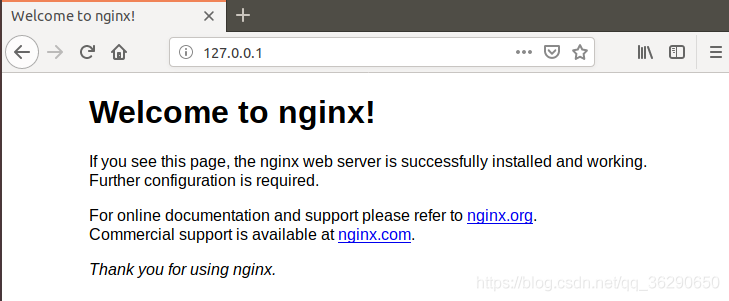 Welcome to nginx!
127.0.0.1
Welcome to nginx!
If you see this page, the nginx web server is successfully installed and working.
Further configuration is required.
For online documentation and support please refer to nginx.org.
Commercial support is available at nginx.com.
Thank you for using nginx.
https://blog.csdn.net/qq_36290650